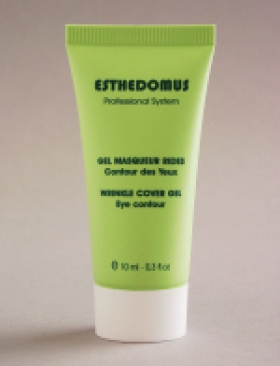 ESTHEDOMUS
Professional System
GEL MASQUEUR RIDES
Contour des Yeux
WRINKLE COVER GEL
Eye contour
℮ 10 ml - 0.3 fl.oz